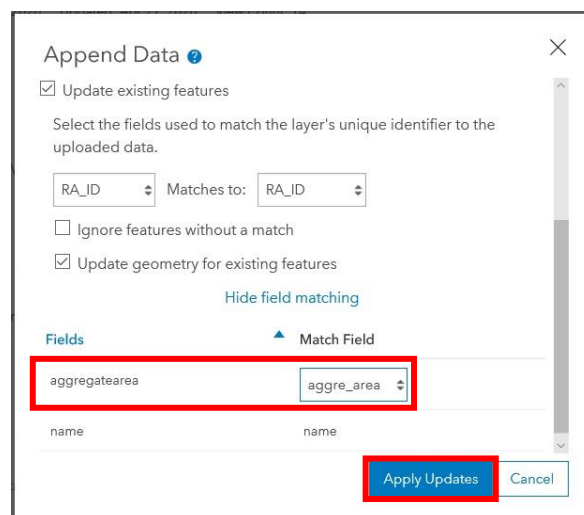 Append Data ?
Update existing features
Select the fields used to match the layer's unique identifier to the
uploaded data.
RA_ID Matches to: RA_ID
Ignore features without a match
Update geometry for existing features
Hide field matching
Fields Match Field
aggregatearea aggre_area
name name
Apply Updates Cancel